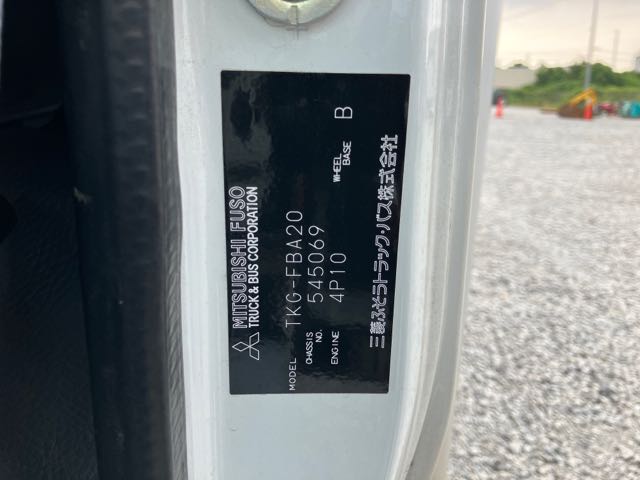 MITSUBISHI FUSO
TRUCK & BUS CORPORATION
MODEL TKG-FBA20
CHASSIS NO. 545069
ENGINE 4P10 WHEEL BASE B
三菱ふそうトラック・バス株式会社